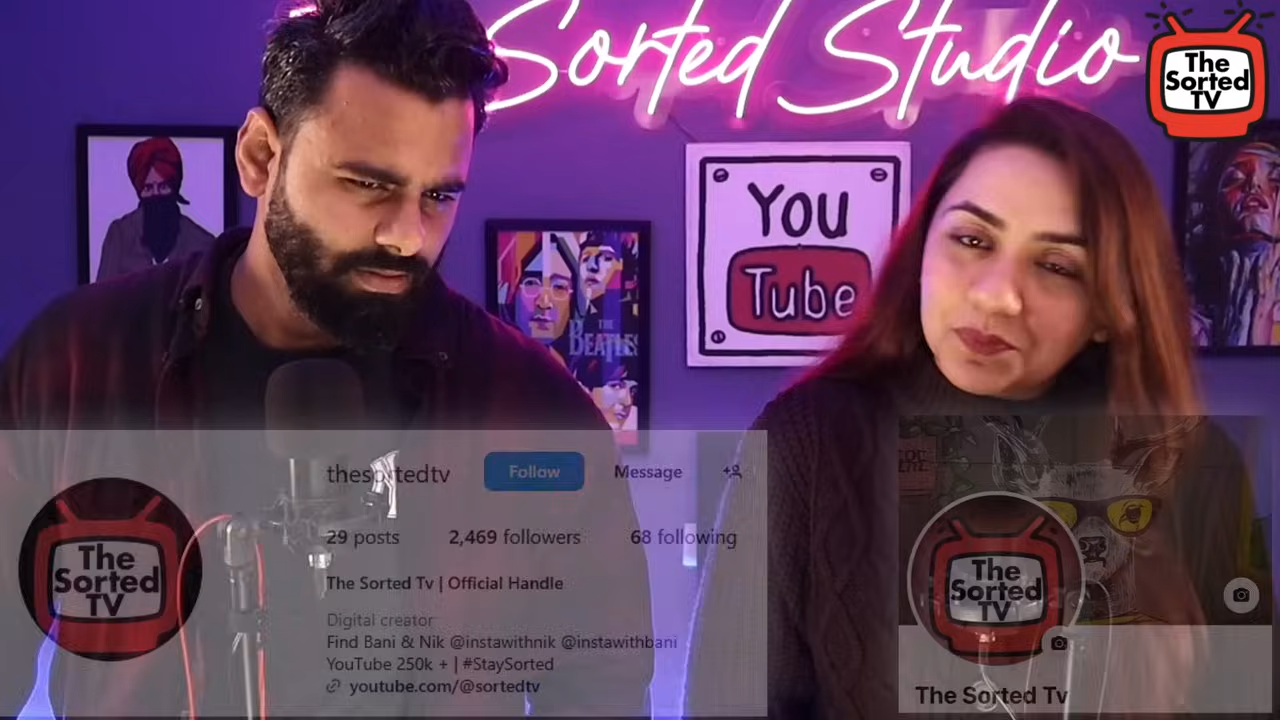 Sorted Studio
The
Sorted
TV
You
Tube
THE
BEATLES
thesortedtv
Follow
Message
29 posts
2,469 followers
68 following
The Sorted Tv | Official Handle
Digital creator
Find Bani & Nik @instawithnik @instawithbani
YouTube 250k + | #StaySorted
youtube.com/@sortedtv
The
Sorted
TV
The
Sorted
TV
The Sorted Tv